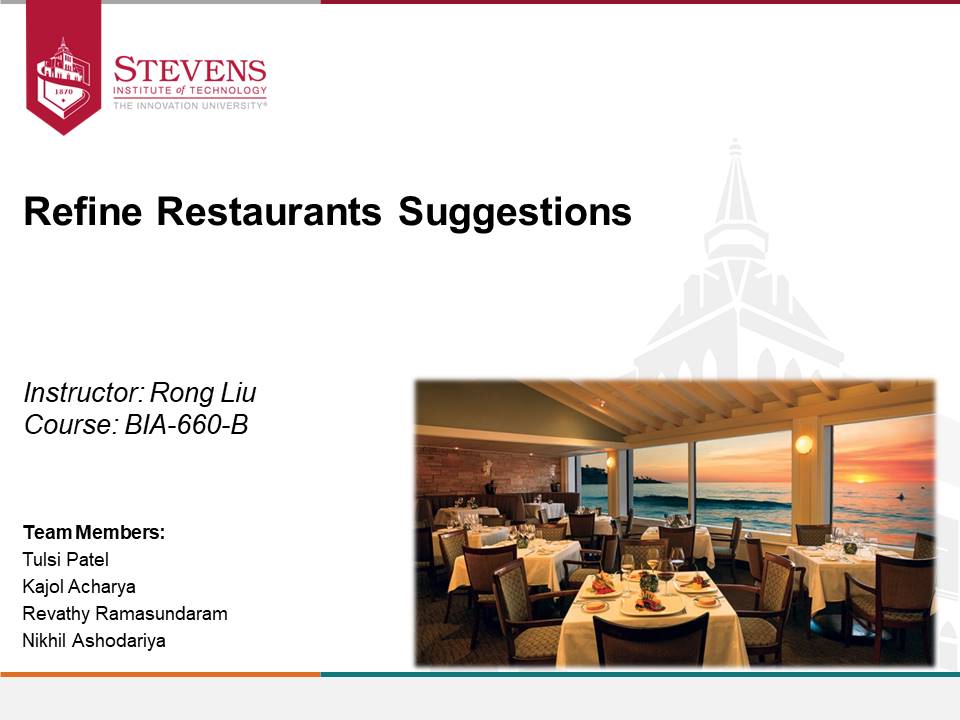 1870
STEVENS
INSTITUTE of TECHNOLOGY
THE INNOVATION UNIVERSITY®
Refine Restaurants Suggestions
Instructor: Rong Liu
Course: BIA-660-B
Team Members:
Tulsi Patel
Kajol Acharya
Revathy Ramasundaram
Nikhil Ashodariya